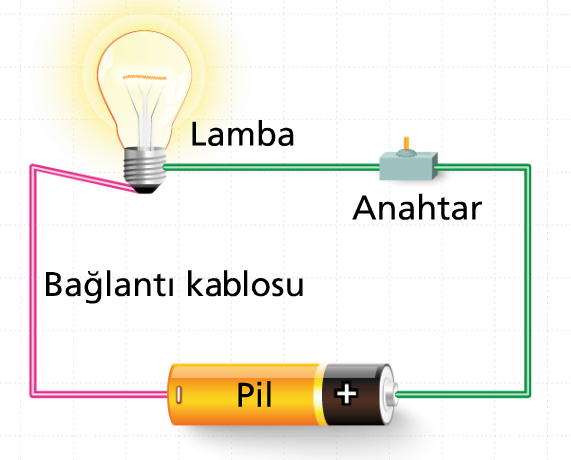 Lamba
Anahtar
Bağlantı kablosu
Pil +